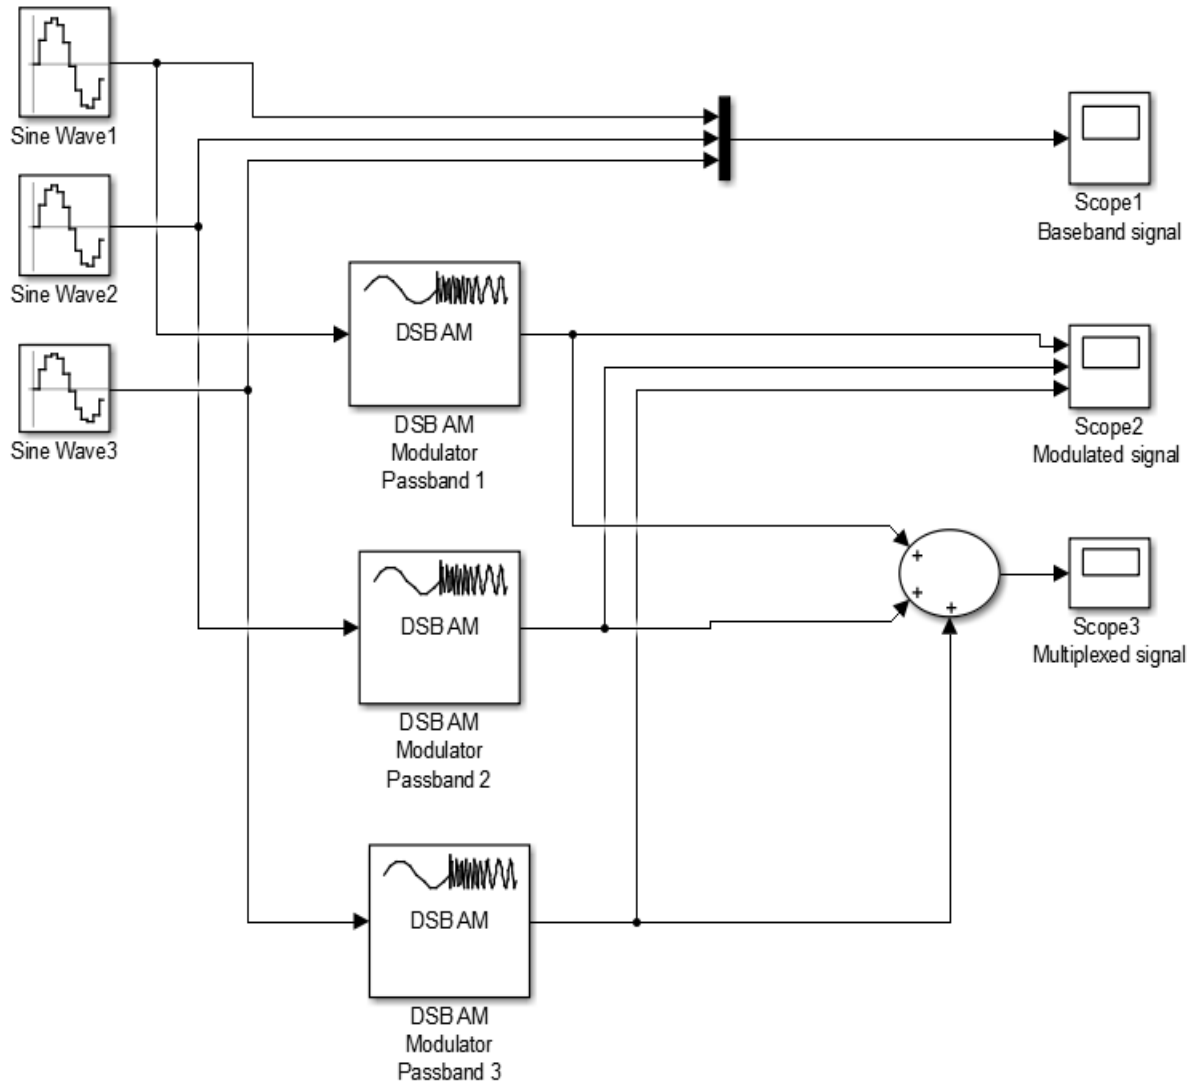 Sine Wave1
Sine Wave2
Sine Wave3
DSB AM
DSB AM
Modulator
Passband 1
DSB AM
DSB AM
Modulator
Passband 2
DSB AM
DSB AM
Modulator
Passband 3
Scope1
Baseband signal
Scope2
Modulated signal
+
+
+
Scope3
Multiplexed signal